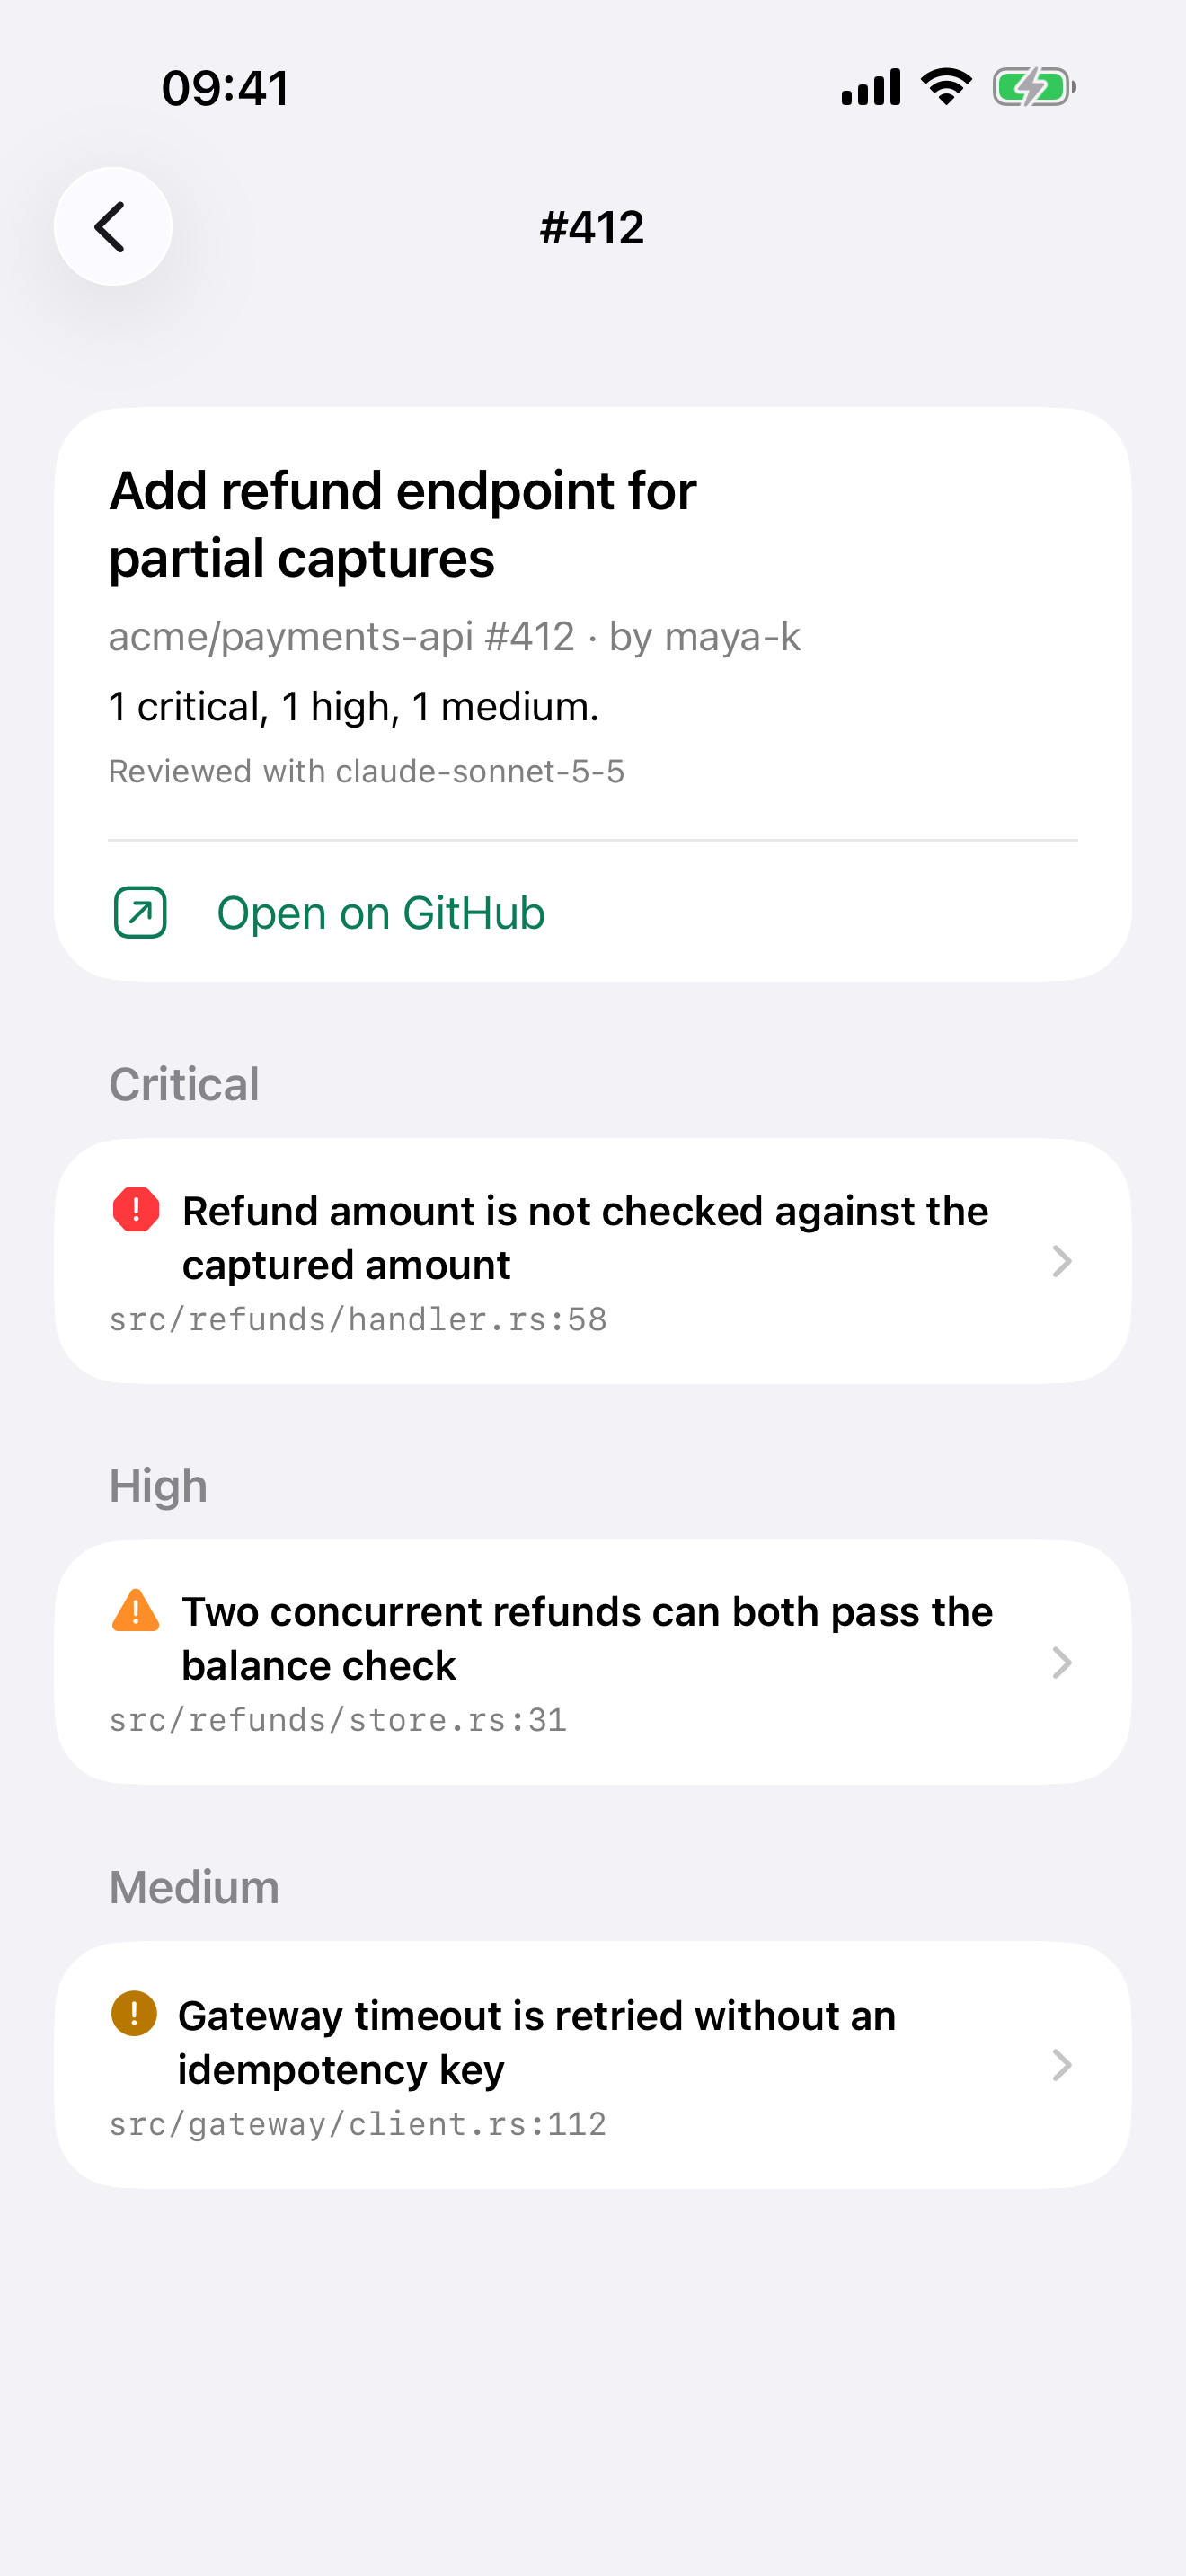 09:41
#412
Add refund endpoint for
partial captures
acme/payments-api #412 · by maya-k
1 critical, 1 high, 1 medium.
Reviewed with claude-sonnet-5-5
Open on GitHub
Critical
Refund amount is not checked against the
captured amount
src/refunds/handler.rs:58
High
Two concurrent refunds can both pass the
balance check
src/refunds/store.rs:31
Medium
Gateway timeout is retried without an
idempotency key
src/gateway/client.rs:112